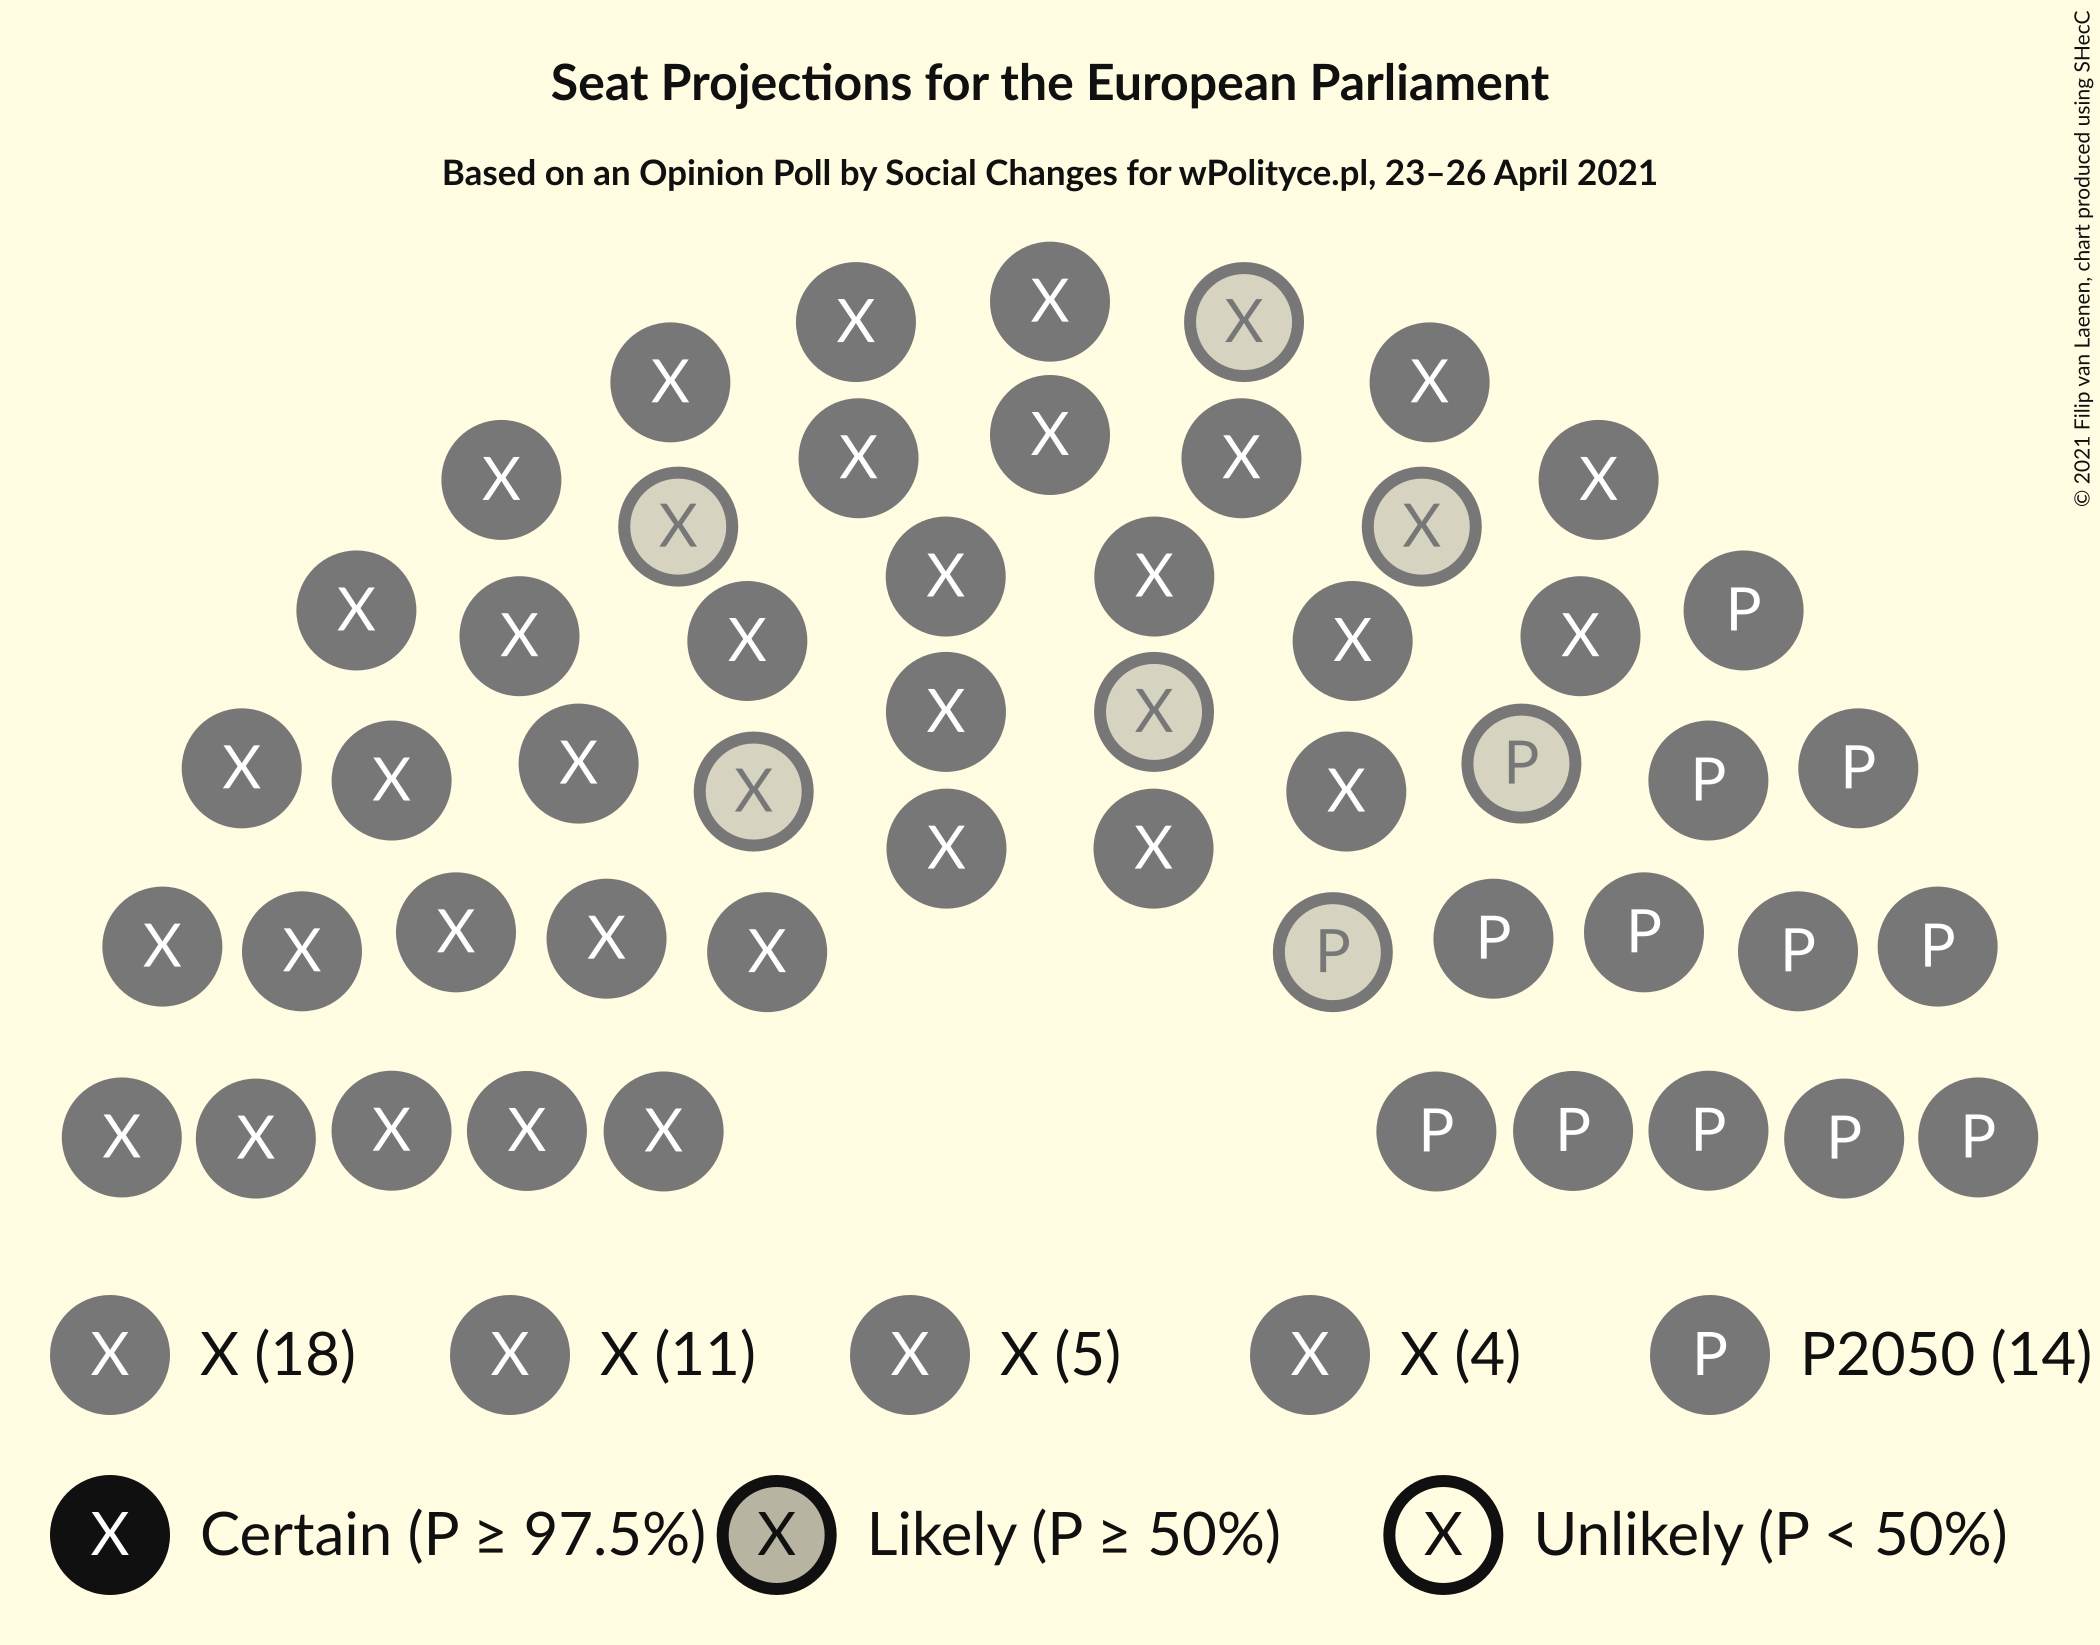 Seat Projections for the European Parliament
Based on an Opinion Poll by Social Changes for wPolityce.pl, 23–26 April 2021
© 2021 Filip van Laenen, chart produced using SHecC
X X X
X X
X X X
X X
X X
X X
X X X X X P
X X
X X X X X P P P
X X
X X X X X P P P P P
X X X X X P P P P P
X X (18) X X (11) X X (5) X X (4) P P2050 (14)
X Certain (P ≥ 97.5%) X Likely (P ≥ 50%) X Unlikely (P < 50%)